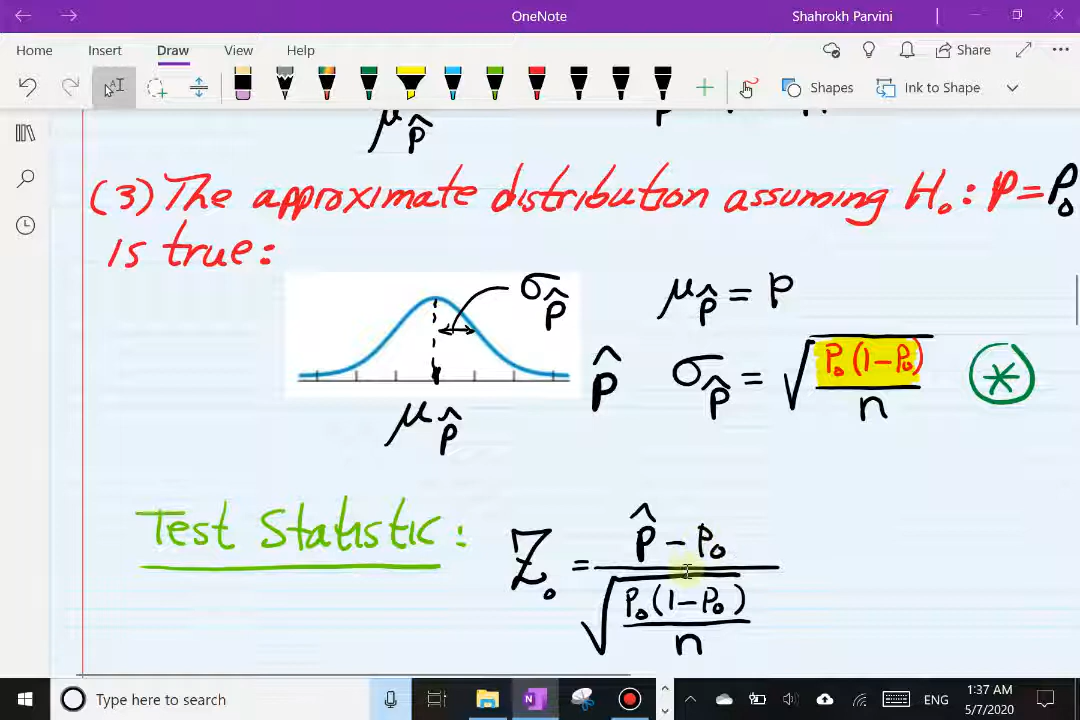 OneNote
Shahrokh Parvini
Home Insert Draw View Help
Share
Shapes
Ink to Shape
μ p̂
(3) The approximate distribution assuming H₀: p = p₀
is true:
σ p̂
μ p̂ = p
p̂ σ p̂ = √(p₀(1-p₀)/n) *
μ p̂
Test Statistic: Z₀ = (p̂ - p₀)/√(p₀(1-p₀)/n)
Type here to search
ENG
1:37 AM
5/7/2020